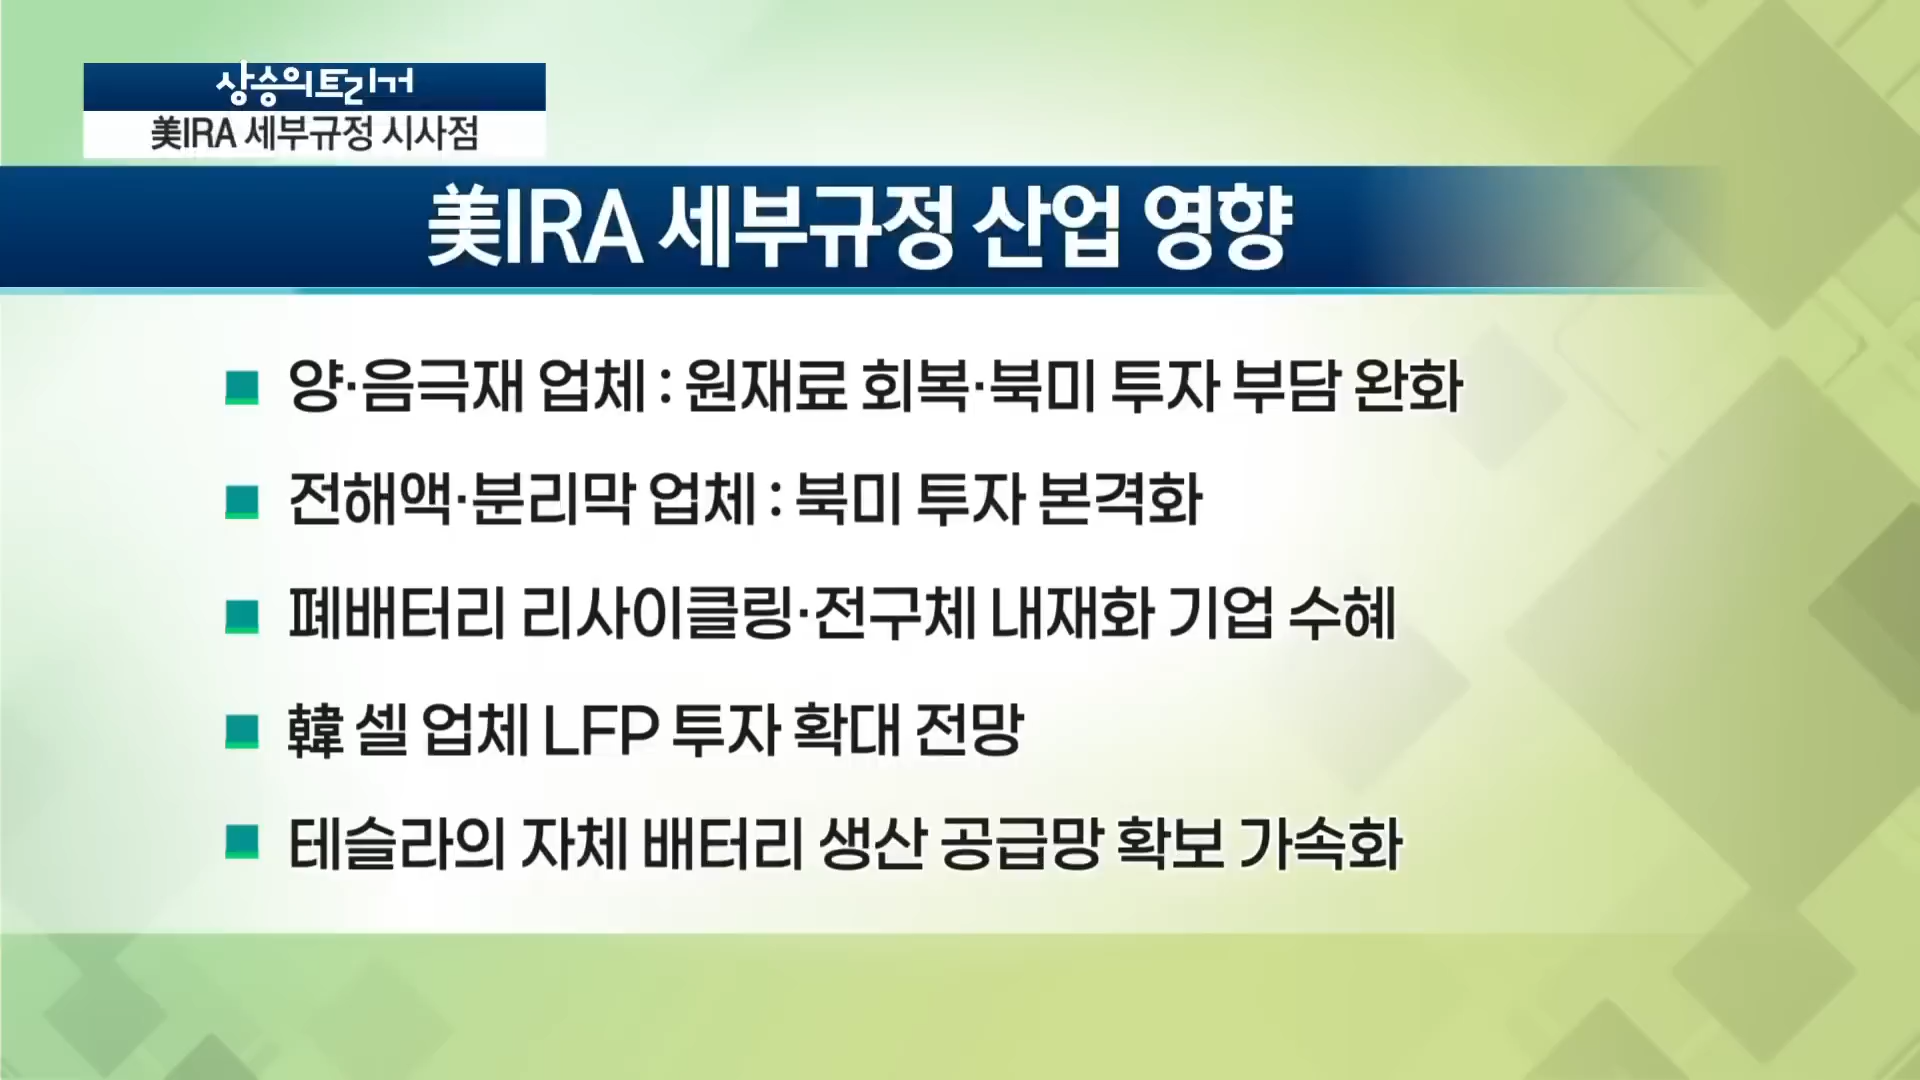 상승의트리거
美IRA 세부규정 시사점
美IRA 세부규정 산업 영향
양·음극재 업체 : 원재료 회복·북미 투자 부담 완화
전해액·분리막 업체 : 북미 투자 본격화
폐배터리 리사이클링·전구체 내재화 기업 수혜
韓 셀 업체 LFP 투자 확대 전망
테슬라의 자체 배터리 생산 공급망 확보 가속화